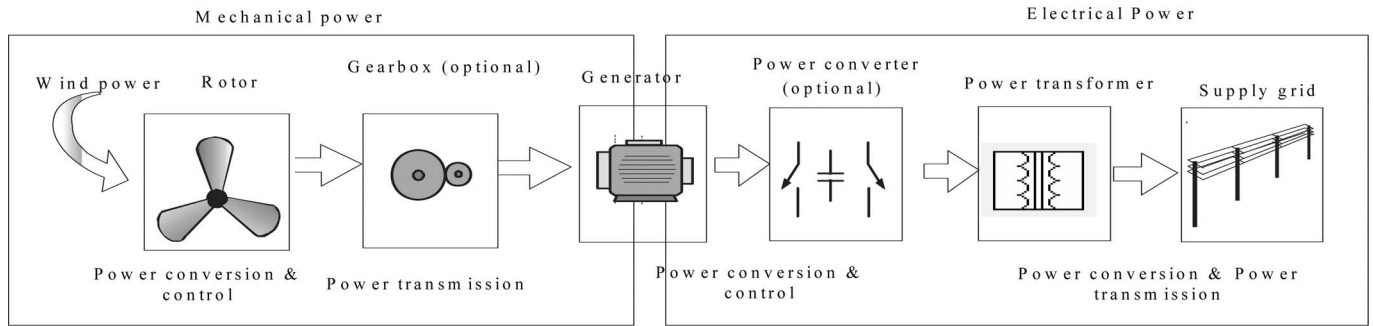 Mechanical power
Electrical Power
Wind power
Rotor
Gearbox (optional)
Generator
Power converter
(optional)
Power transformer
Supply grid
Power conversion &
control
Power transmission
Power conversion &
control
Power conversion & Power
transmission